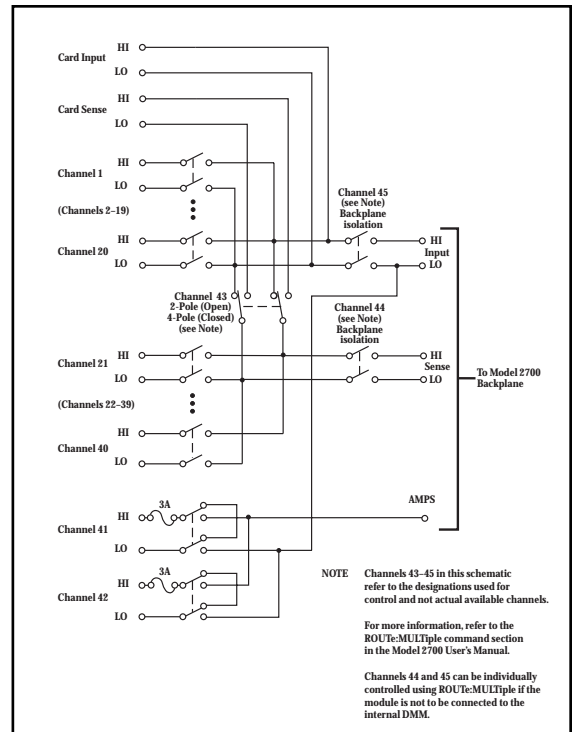 Card Input
HI
LO
Card Sense
HI
LO
Channel 1
HI
LO
(Channels 2–19)
Channel 20
HI
LO
Channel 45
(see Note)
Backplane
isolation
HI
Input
LO
Channel 43
2-Pole (Open)
4-Pole (Closed)
(see Note)
Channel 44
(see Note)
Backplane
isolation
HI
Sense
LO
To Model 2700
Backplane
Channel 21
HI
LO
(Channels 22–39)
Channel 40
HI
LO
AMPS
Channel 41
HI
3A
LO
Channel 42
HI
3A
LO
NOTE Channels 43–45 in this schematic
refer to the designations used for
control and not actual available channels.
For more information, refer to the
ROUTe:MULTiple command section
in the Model 2700 User's Manual.
Channels 44 and 45 can be individually
controlled using ROUTe:MULTiple if the
module is not to be connected to the
internal DMM.